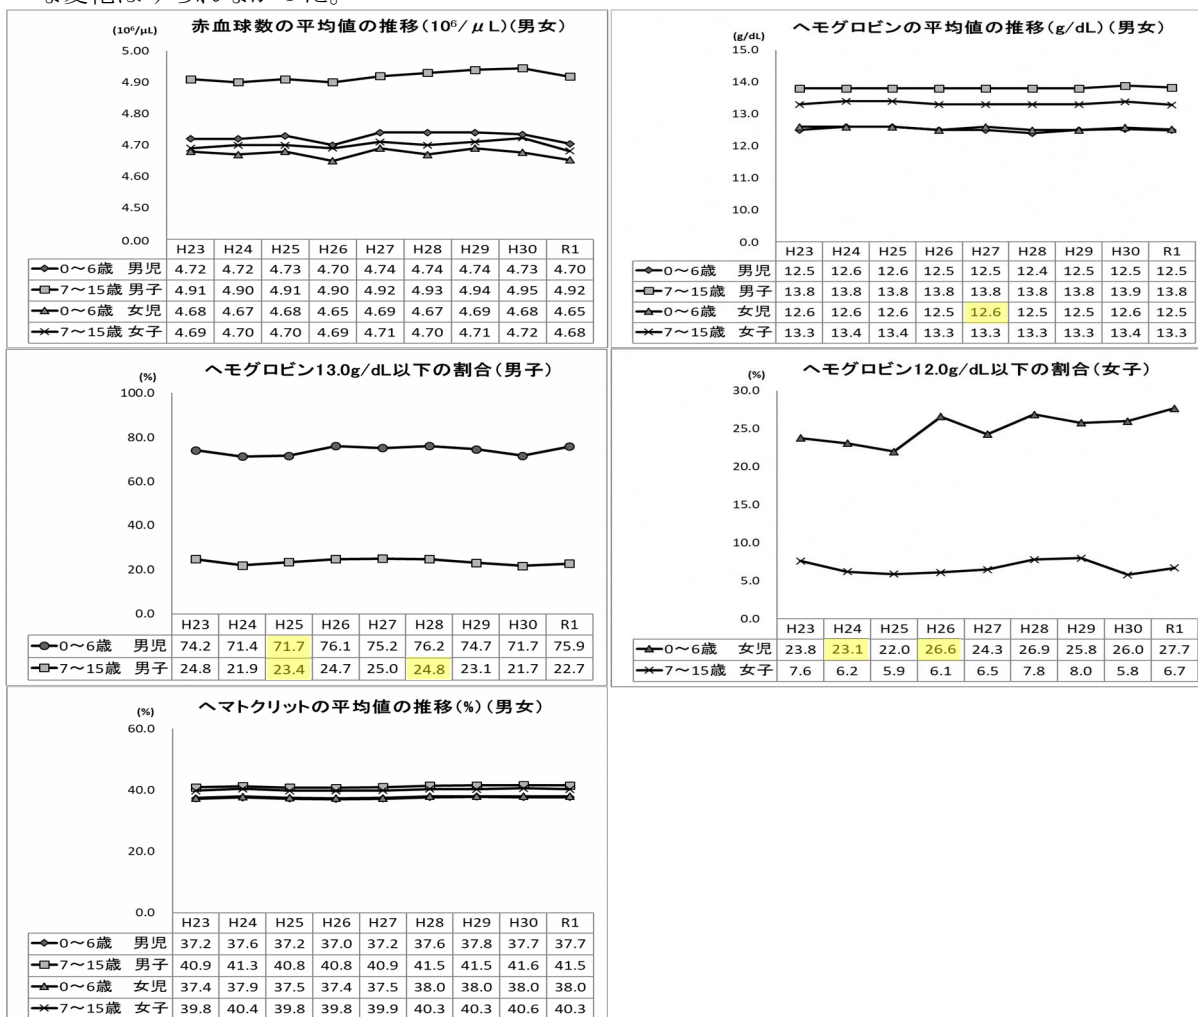 赤血球数の平均値の推移(10⁶/μL)(男女)
(10⁶/μL)
5.00
4.90
4.80
4.70
4.60
4.50
0.00
H23 H24 H25 H26 H27 H28 H29 H30 R1
0～6歳 男児 4.72 4.72 4.73 4.70 4.74 4.74 4.74 4.73 4.70
7～15歳 男子 4.91 4.90 4.91 4.90 4.92 4.93 4.94 4.95 4.92
0～6歳 女児 4.68 4.67 4.68 4.65 4.69 4.67 4.69 4.68 4.65
7～15歳 女子 4.69 4.70 4.70 4.69 4.71 4.70 4.71 4.72 4.68
ヘモグロビンの平均値の推移(g/dL)(男女)
(g/dL)
15.0
14.0
13.0
12.0
11.0
10.0
0.0
H23 H24 H25 H26 H27 H28 H29 H30 R1
0～6歳 男児 12.5 12.6 12.6 12.5 12.5 12.4 12.5 12.5 12.5
7～15歳 男子 13.8 13.8 13.8 13.8 13.8 13.8 13.8 13.9 13.8
0～6歳 女児 12.6 12.6 12.6 12.5 12.6 12.5 12.5 12.6 12.5
7～15歳 女子 13.3 13.4 13.4 13.3 13.3 13.3 13.3 13.4 13.3
ヘモグロビン13.0g/dL以下の割合(男子)
(%)
100.0
80.0
60.0
40.0
20.0
0.0
H23 H24 H25 H26 H27 H28 H29 H30 R1
0～6歳 男児 74.2 71.4 71.7 76.1 75.2 76.2 74.7 71.7 75.9
7～15歳 男子 24.8 21.9 23.4 24.7 25.0 24.8 23.1 21.7 22.7
ヘモグロビン12.0g/dL以下の割合(女子)
(%)
30.0
25.0
20.0
15.0
10.0
5.0
0.0
H23 H24 H25 H26 H27 H28 H29 H30 R1
0～6歳 女児 23.8 23.1 22.0 26.6 24.3 26.9 25.8 26.0 27.7
7～15歳 女子 7.6 6.2 5.9 6.1 6.5 7.8 8.0 5.8 6.7
ヘマトクリットの平均値の推移(%)(男女)
(%)
60.0
40.0
20.0
0.0
H23 H24 H25 H26 H27 H28 H29 H30 R1
0～6歳 男児 37.2 37.6 37.2 37.0 37.2 37.6 37.8 37.7 37.7
7～15歳 男子 40.9 41.3 40.8 40.8 40.9 41.5 41.5 41.6 41.5
0～6歳 女児 37.4 37.9 37.5 37.4 37.5 38.0 38.0 38.0 38.0
7～15歳 女子 39.8 40.4 39.8 39.8 39.9 40.3 40.3 40.6 40.3